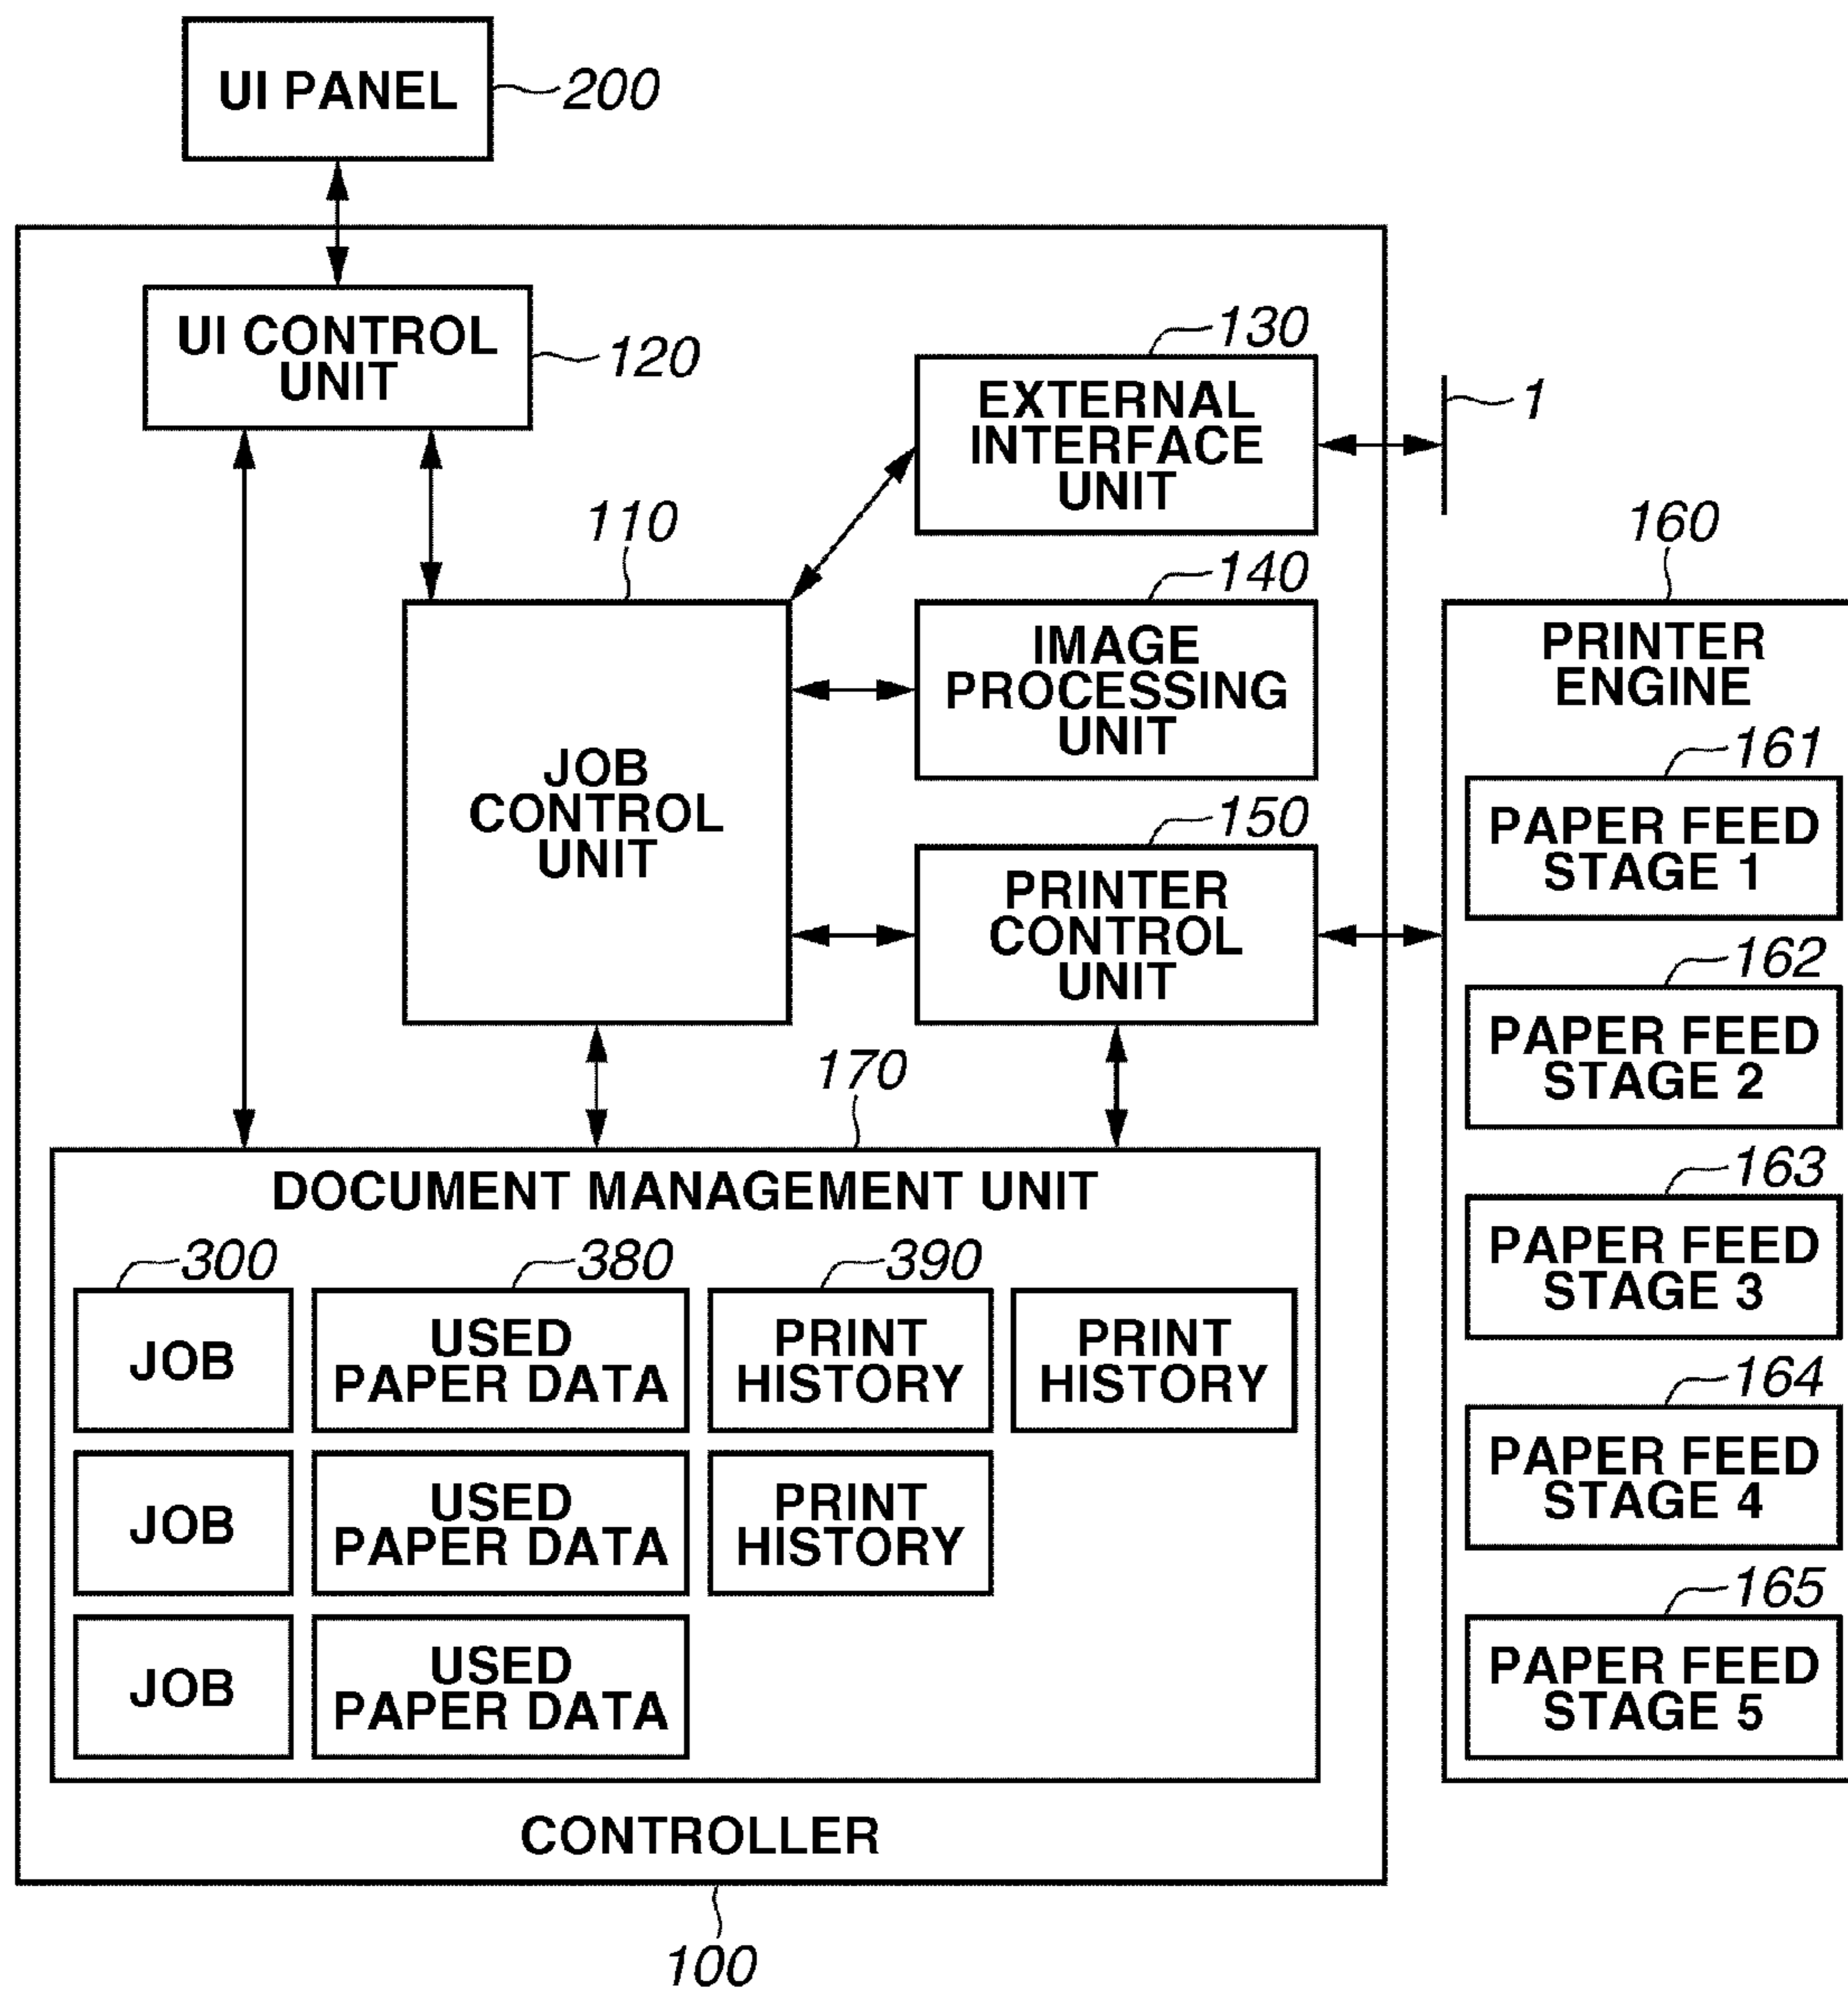 UI PANEL
200
UI CONTROL
UNIT
120
130
EXTERNAL
INTERFACE
UNIT
1
110
JOB
CONTROL
UNIT
140
IMAGE
PROCESSING
UNIT
150
PRINTER
CONTROL
UNIT
160
PRINTER
ENGINE
161
PAPER FEED
STAGE 1
162
PAPER FEED
STAGE 2
163
PAPER FEED
STAGE 3
164
PAPER FEED
STAGE 4
165
PAPER FEED
STAGE 5
170
DOCUMENT MANAGEMENT UNIT
300
380
390
JOB
USED
PAPER DATA
PRINT
HISTORY
PRINT
HISTORY
JOB
USED
PAPER DATA
PRINT
HISTORY
JOB
USED
PAPER DATA
CONTROLLER
100